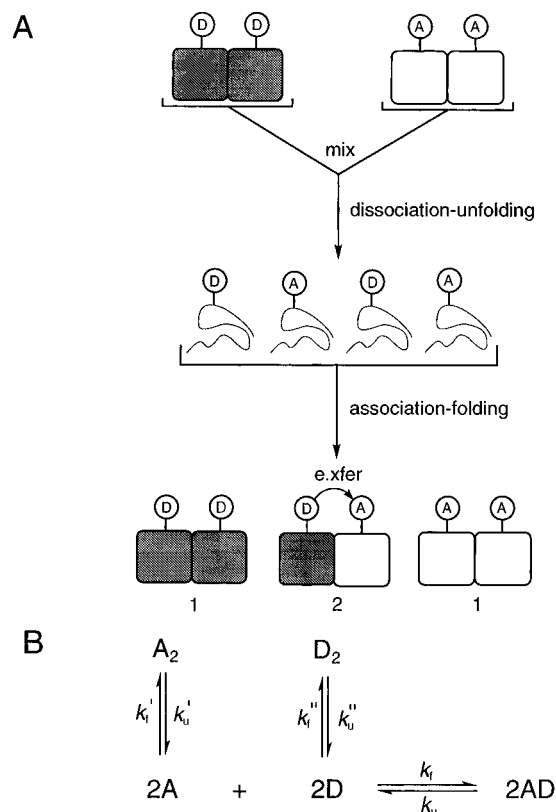 A
D D A A
mix
dissociation-unfolding
D A D A
association-folding
e.xfer
D D D A A A
1 2 1
B
A₂ D₂
kf' ku' kf'' ku''
kf
2A + 2D 2AD
ku